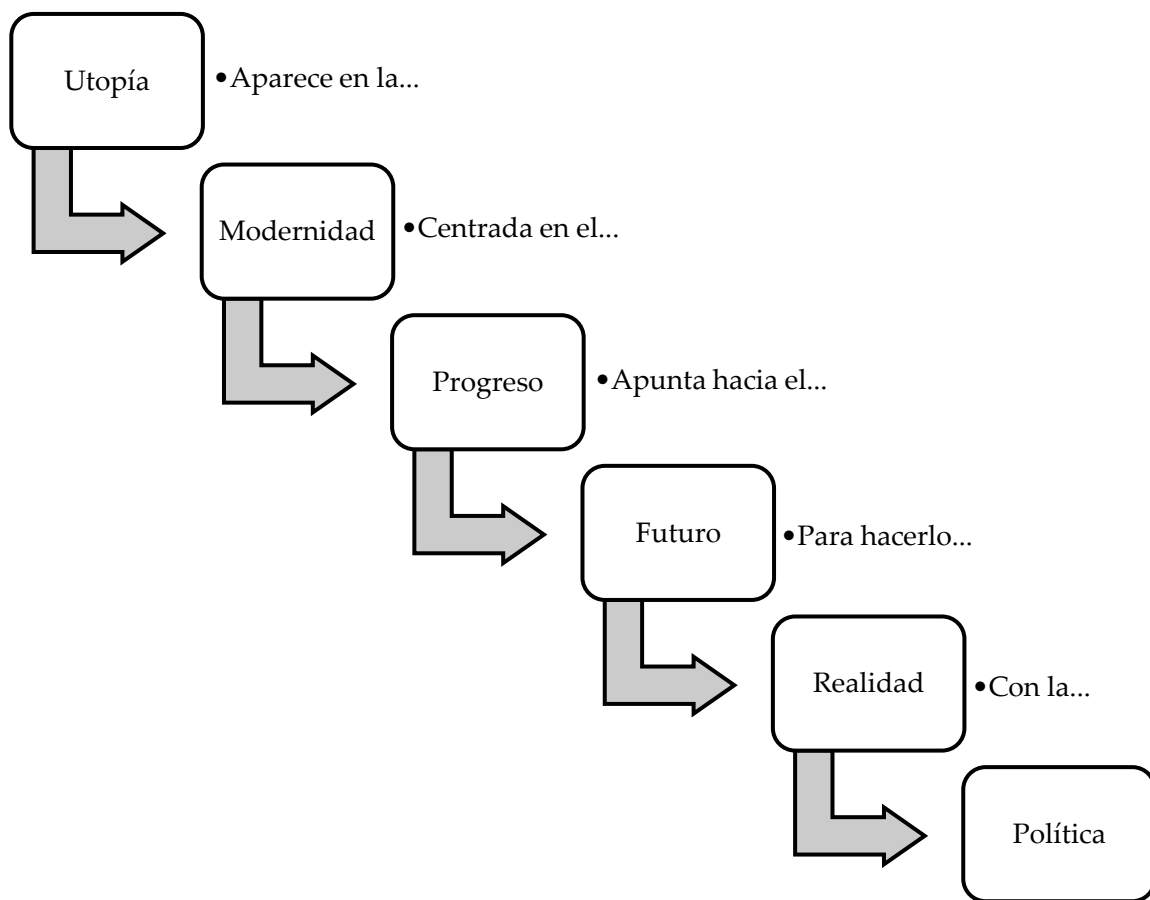 Utopía
•Aparece en la...
Modernidad
•Centrada en el...
Progreso
•Apunta hacia el...
Futuro
•Para hacerlo...
Realidad
•Con la...
Política